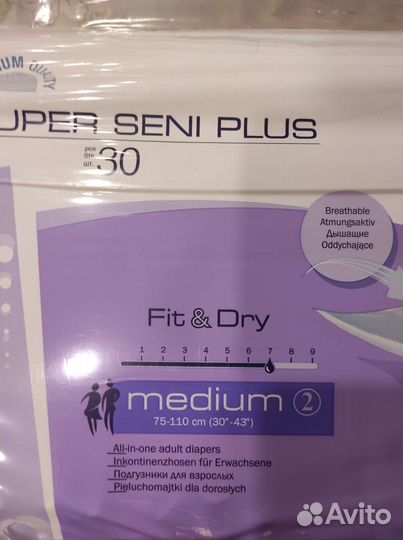 UM QUALITY
UPER SENI PLUS
pcs
Stk
шт.
30
Breathable
Atmungsaktiv
Дышащие
Oddychające
Fit & Dry
1 2 3 4 5 6 7 8 9
medium 2
75-110 cm (30"-43")
All-in-one adult diapers
Inkontinenzhosen für Erwachsene
Подгузники для взрослых
Pieluchomajtki dla dorosłych
Avito